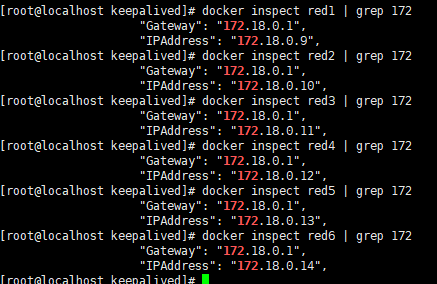 [root@localhost keepalived]# docker inspect red1 | grep 172
"Gateway": "172.18.0.1",
"IPAddress": "172.18.0.9",
[root@localhost keepalived]# docker inspect red2 | grep 172
"Gateway": "172.18.0.1",
"IPAddress": "172.18.0.10",
[root@localhost keepalived]# docker inspect red3 | grep 172
"Gateway": "172.18.0.1",
"IPAddress": "172.18.0.11",
[root@localhost keepalived]# docker inspect red4 | grep 172
"Gateway": "172.18.0.1",
"IPAddress": "172.18.0.12",
[root@localhost keepalived]# docker inspect red5 | grep 172
"Gateway": "172.18.0.1",
"IPAddress": "172.18.0.13",
[root@localhost keepalived]# docker inspect red6 | grep 172
"Gateway": "172.18.0.1",
"IPAddress": "172.18.0.14",
[root@localhost keepalived]#